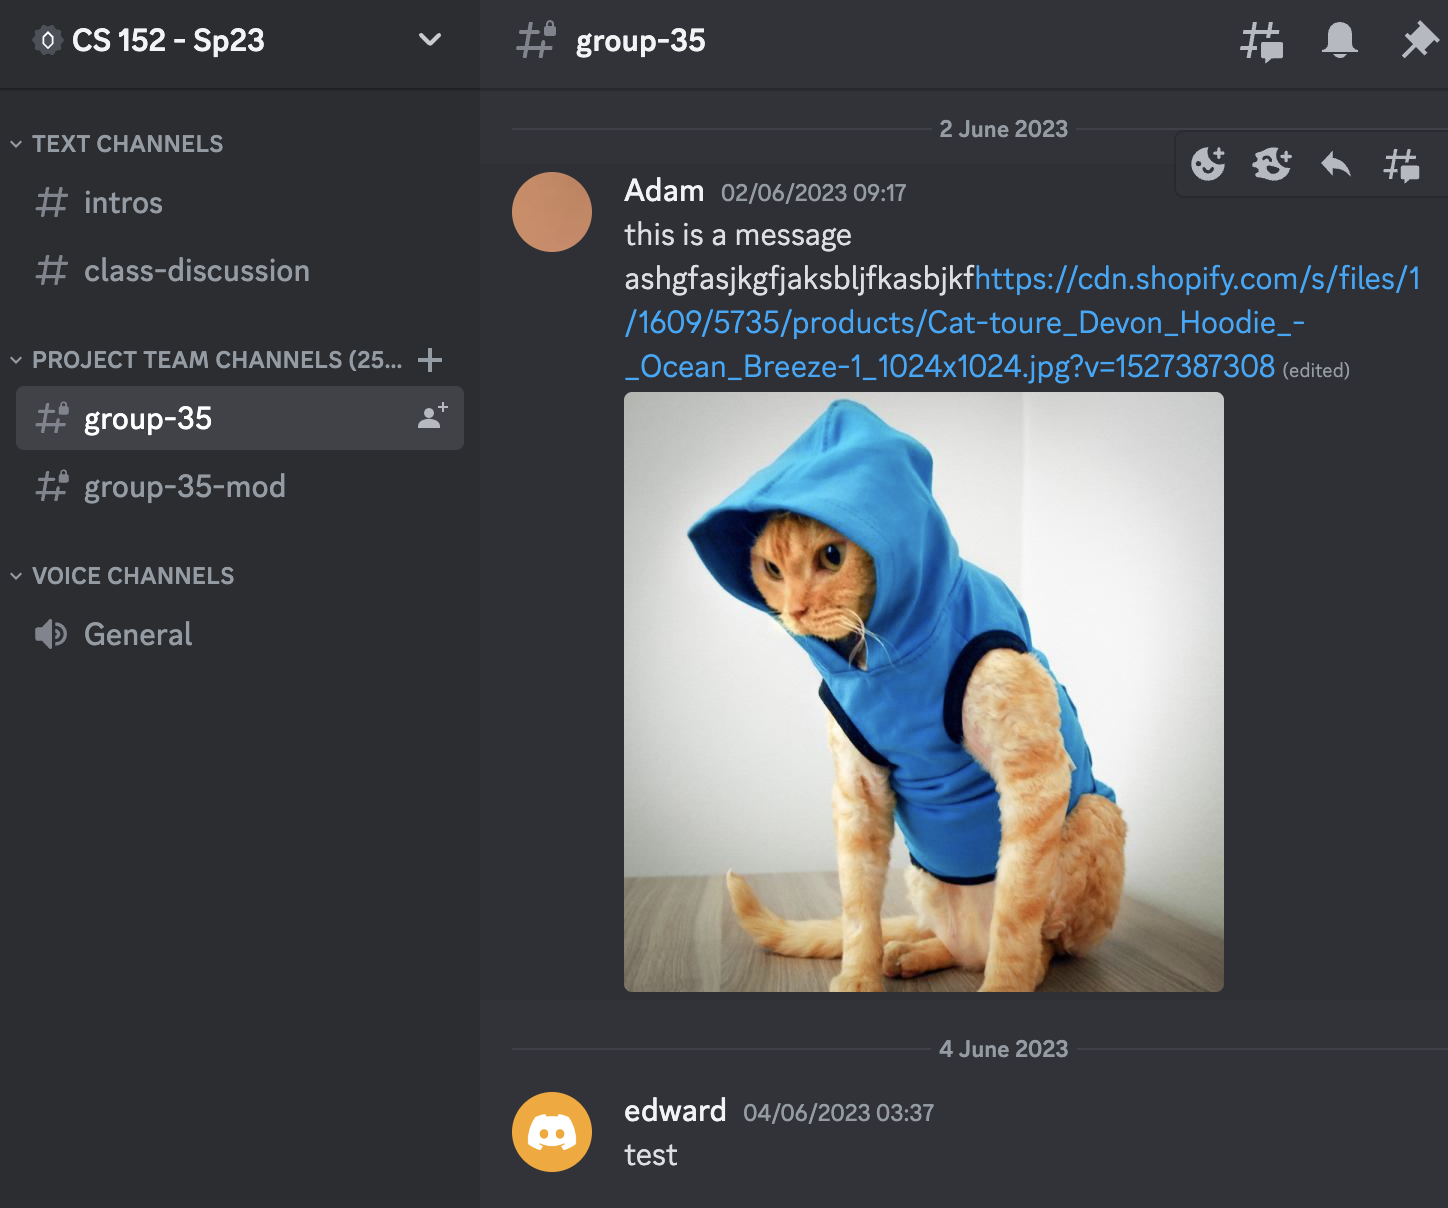 CS 152 - Sp23
TEXT CHANNELS
intros
class-discussion
PROJECT TEAM CHANNELS (25...
group-35
group-35-mod
VOICE CHANNELS
General
group-35
2 June 2023
Adam 02/06/2023 09:17
this is a message
ashgfasjkgfjaksbljfkasbjkfhttps://cdn.shopify.com/s/files/1
/1609/5735/products/Cat-toure_Devon_Hoodie_-
_Ocean_Breeze-1_1024x1024.jpg?v=1527387308 (edited)
4 June 2023
edward 04/06/2023 03:37
test